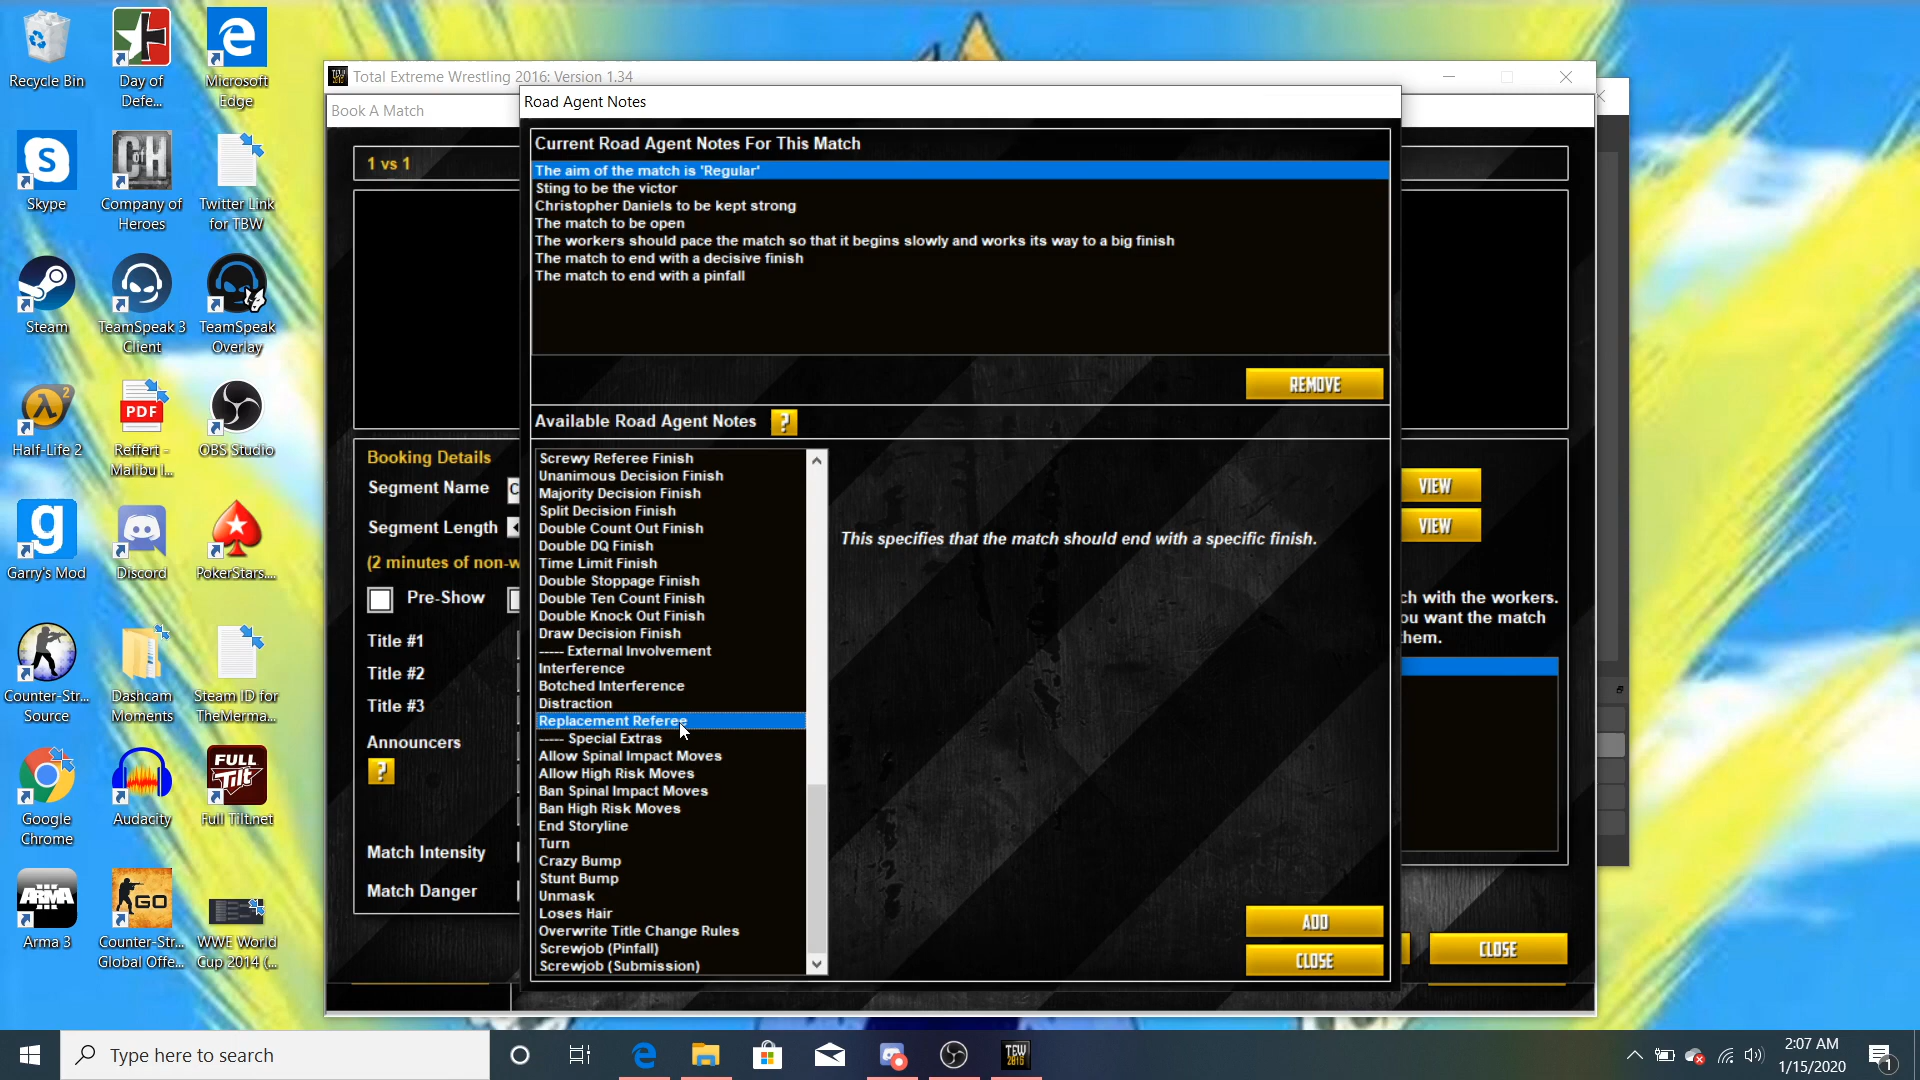 Recycle Bin
Day of
Defe...
Microsoft
Edge
Skype
Company of
Heroes
Twitter Link
for TBW
Steam
TeamSpeak 3
Client
TeamSpeak
Overlay
Half-Life 2
PDF
Reffert -
Malibu I...
OBS Studio
Garry's Mod
Discord
PokerStars....
Counter-Str...
Source
Dashcam
Moments
Steam ID for
TheMerma...
Google
Chrome
Audacity
FULL
Tilt
Full Tilt.net
ARMA
Arma 3
GO
Counter-Str...
Global Offe...
WWE World
Cup 2014 (...
Total Extreme Wrestling 2016: Version 1.34
Book A Match
1 vs 1
Booking Details
Segment Name
C
Segment Length
(2 minutes of non-w
Pre-Show
Title #1
Title #2
Title #3
Announcers
?
Match Intensity
Match Danger
Road Agent Notes
Current Road Agent Notes For This Match
The aim of the match is 'Regular'
Sting to be the victor
Christopher Daniels to be kept strong
The match to be open
The workers should pace the match so that it begins slowly and works its way to a big finish
The match to end with a decisive finish
The match to end with a pinfall
REMOVE
Available Road Agent Notes
?
Screwy Referee Finish
Unanimous Decision Finish
Majority Decision Finish
Split Decision Finish
Double Count Out Finish
Double DQ Finish
Time Limit Finish
Double Stoppage Finish
Double Ten Count Finish
Double Knock Out Finish
Draw Decision Finish
----- External Involvement
Interference
Botched Interference
Distraction
Replacement Referee
----- Special Extras
Allow Spinal Impact Moves
Allow High Risk Moves
Ban Spinal Impact Moves
Ban High Risk Moves
End Storyline
Turn
Crazy Bump
Stunt Bump
Unmask
Loses Hair
Overwrite Title Change Rules
Screwjob (Pinfall)
Screwjob (Submission)
This specifies that the match should end with a specific finish.
ADD
CLOSE
VIEW
VIEW
ch with the workers.
ou want the match
them.
CLOSE
Type here to search
TEW
2016
2:07 AM
1/15/2020
1